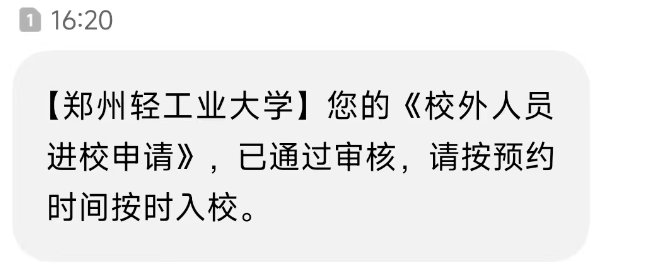 1 16:20
【郑州轻工业大学】您的《校外人员
进校申请》，已通过审核，请按预约
时间按时入校。